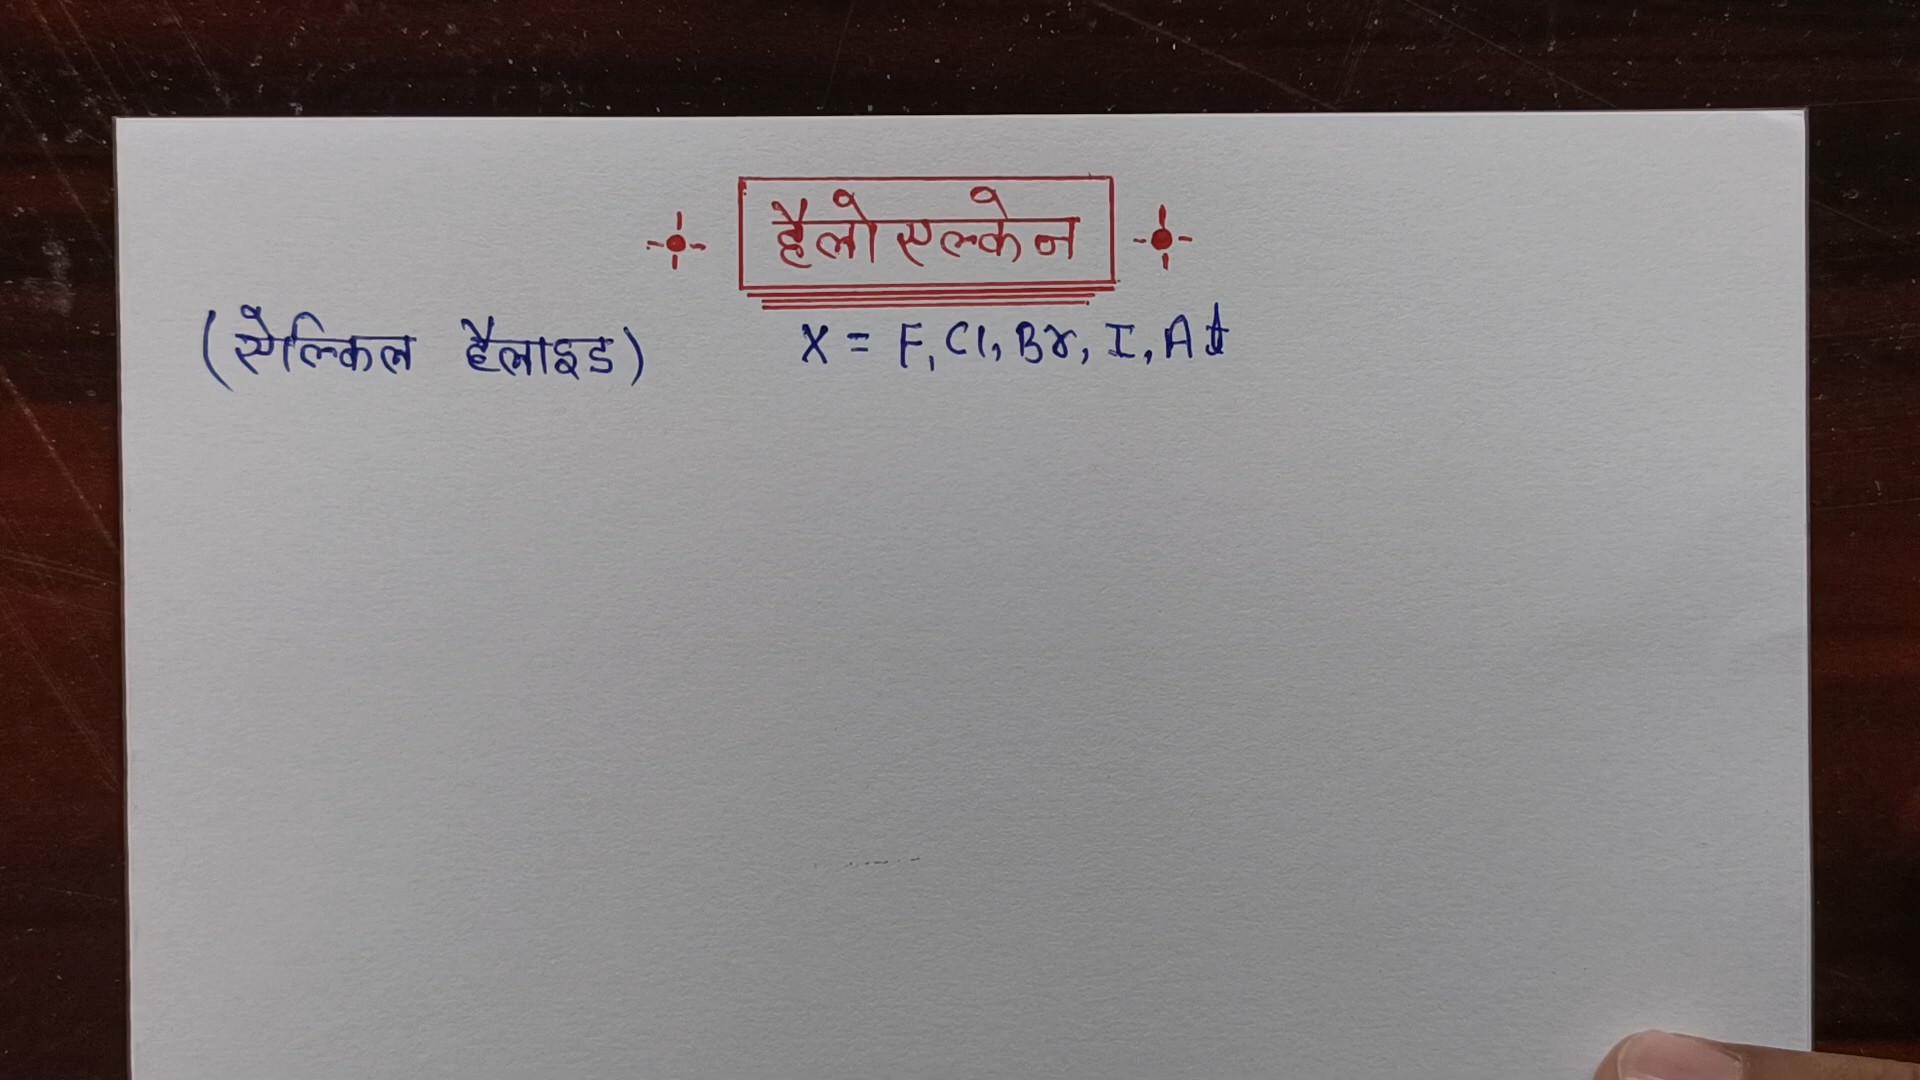 हैलोएल्केन
(ऐल्किल हैलाइड) X = F, Cl, Br, I, At